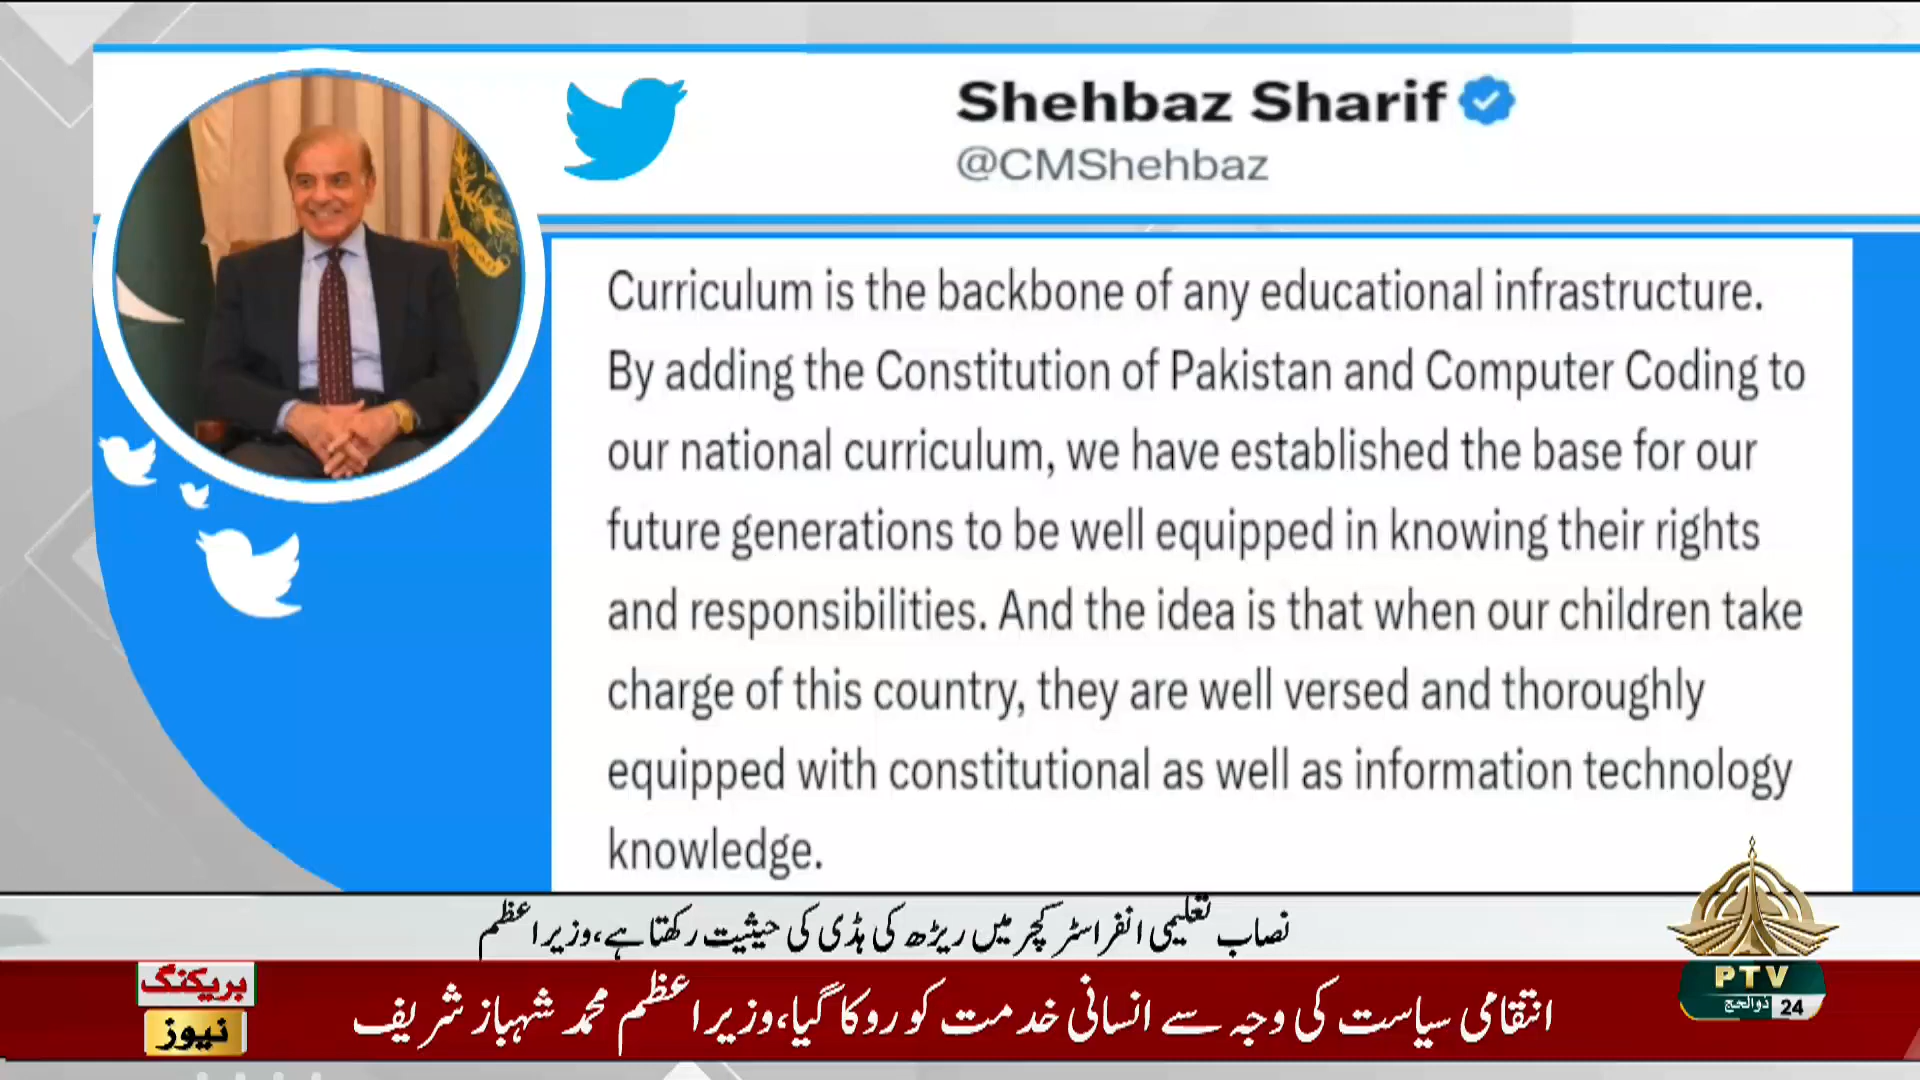 Shehbaz Sharif
@CMShehbaz
Curriculum is the backbone of any educational infrastructure.
By adding the Constitution of Pakistan and Computer Coding to
our national curriculum, we have established the base for our
future generations to be well equipped in knowing their rights
and responsibilities. And the idea is that when our children take
charge of this country, they are well versed and thoroughly
equipped with constitutional as well as information technology
knowledge.
نصاب تعلیمی انفراسٹرکچر میں ریڑھ کی ہڈی کی حیثیت رکھتا ہے، وزیراعظم
PTV
24 ذوالحج
بریکنگ
نیوز
انتقامی سیاست کی وجہ سے انسانی خدمت کو روکا گیا، وزیراعظم محمد شہباز شریف